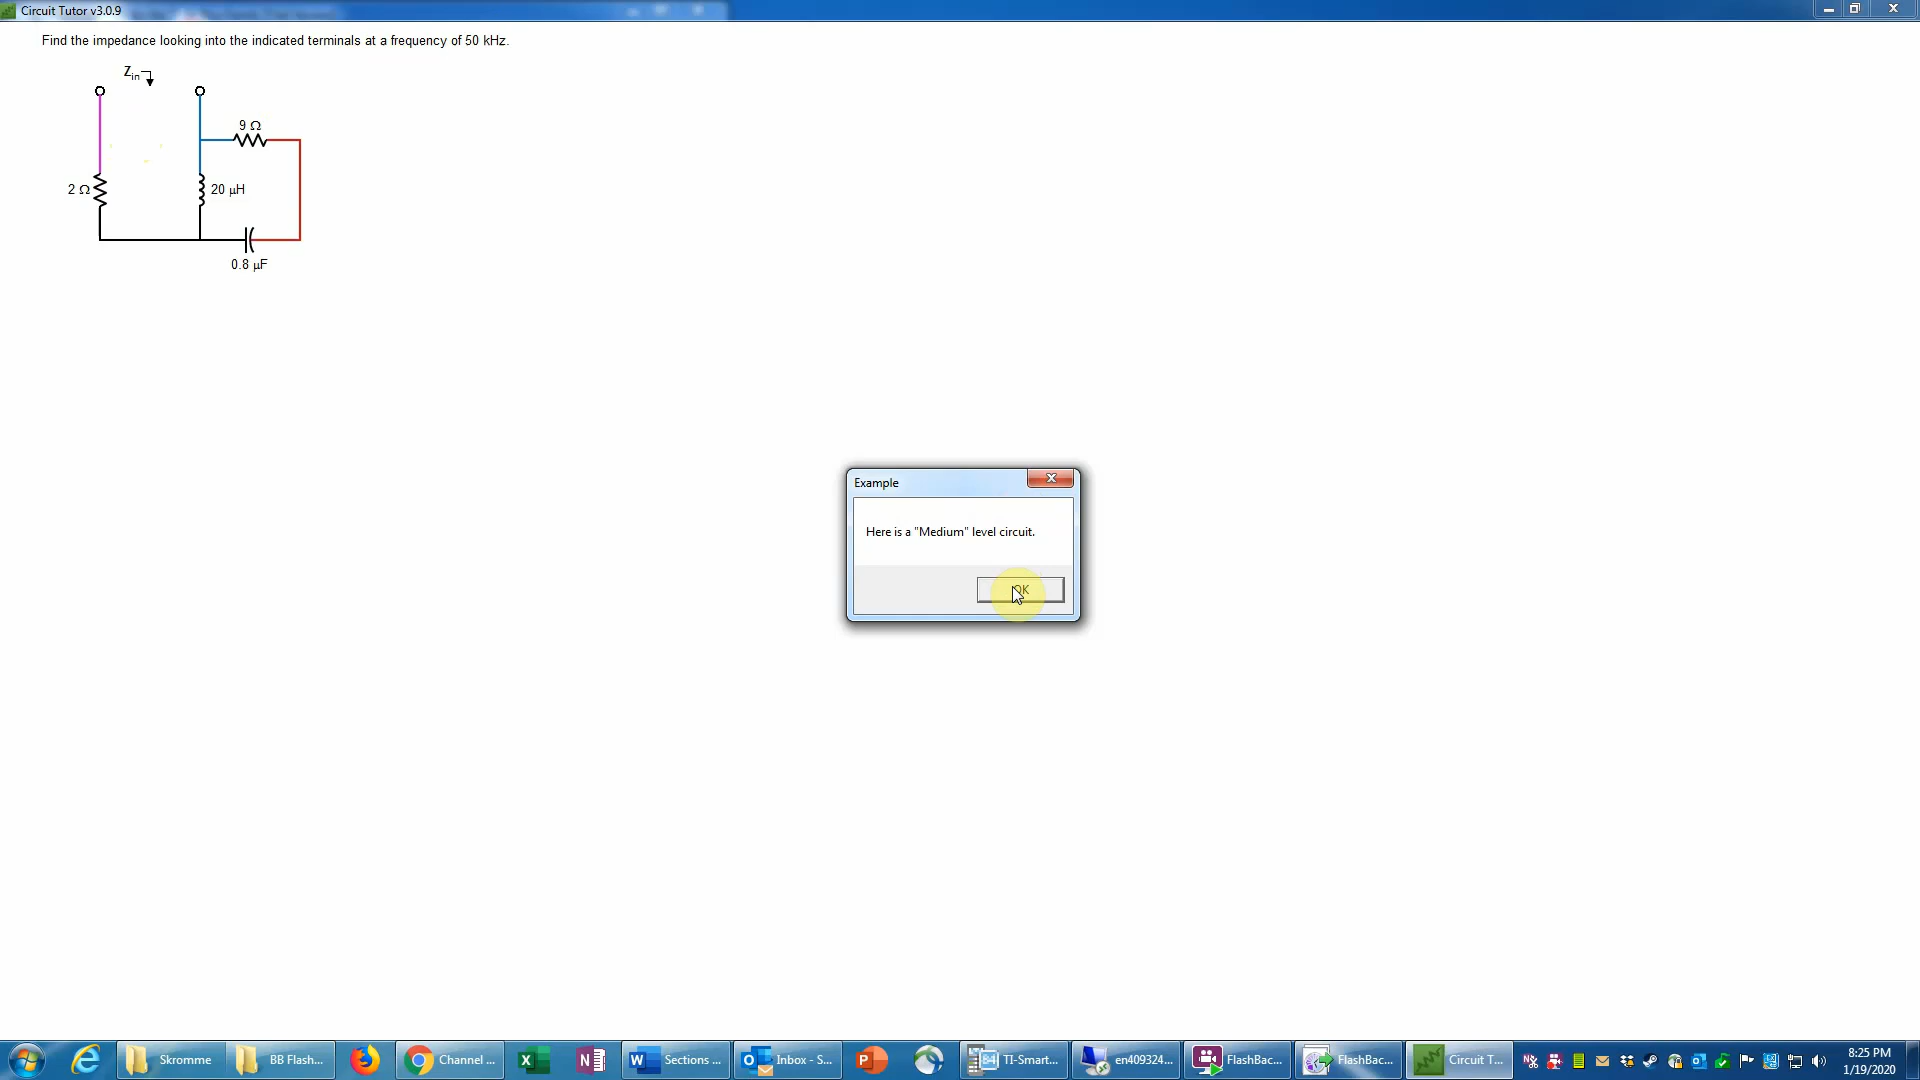 Circuit Tutor v3.0.9
Find the impedance looking into the indicated terminals at a frequency of 50 kHz.
Zin
9 Ω
2 Ω
20 µH
0.8 µF
Example
Here is a "Medium" level circuit.
OK
Skromme
BB Flash...
Channel ...
Sections ...
Inbox - S...
84
TI-Smart...
en409324...
FlashBac...
FlashBac...
Circuit T...
8:25 PM
1/19/2020